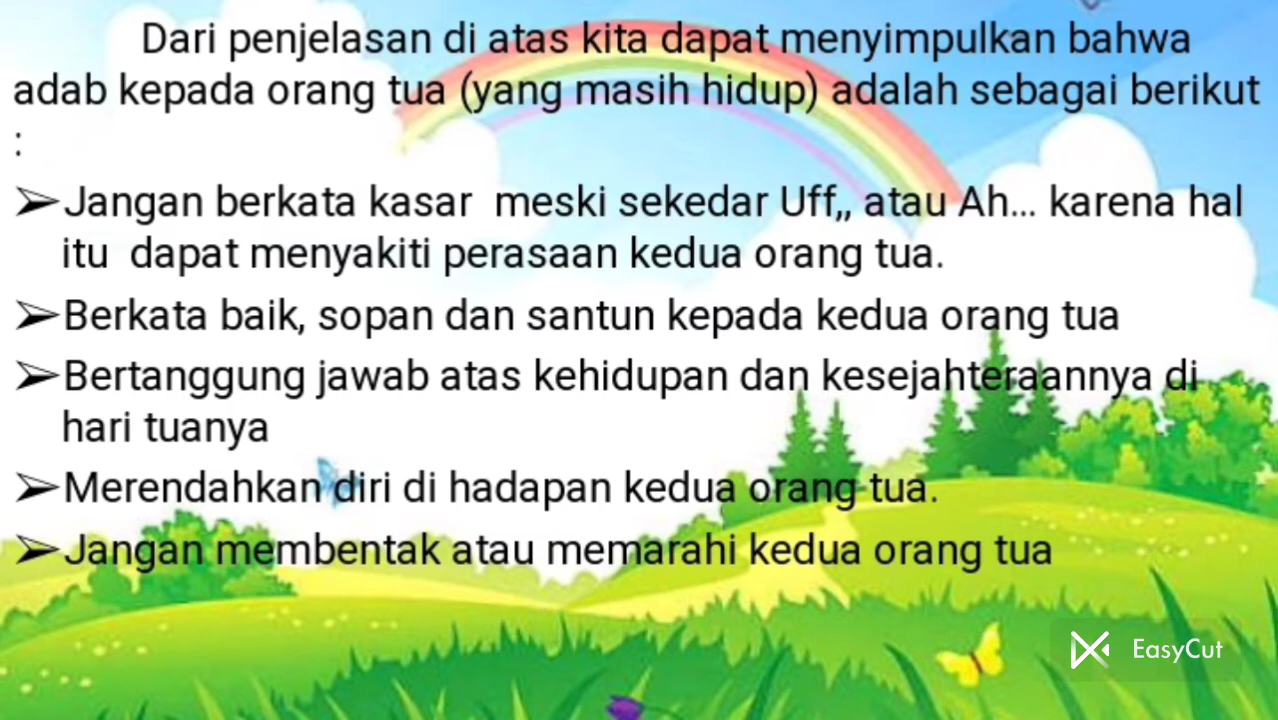 Dari penjelasan di atas kita dapat menyimpulkan bahwa
adab kepada orang tua (yang masih hidup) adalah sebagai berikut
:
➢Jangan berkata kasar  meski sekedar Uff,, atau Ah... karena hal
itu  dapat menyakiti perasaan kedua orang tua.
➢Berkata baik, sopan dan santun kepada kedua orang tua
➢Bertanggung jawab atas kehidupan dan kesejahteraannya di
hari tuanya
➢Merendahkan diri di hadapan kedua orang tua.
➢Jangan membentak atau memarahi kedua orang tua
EasyCut